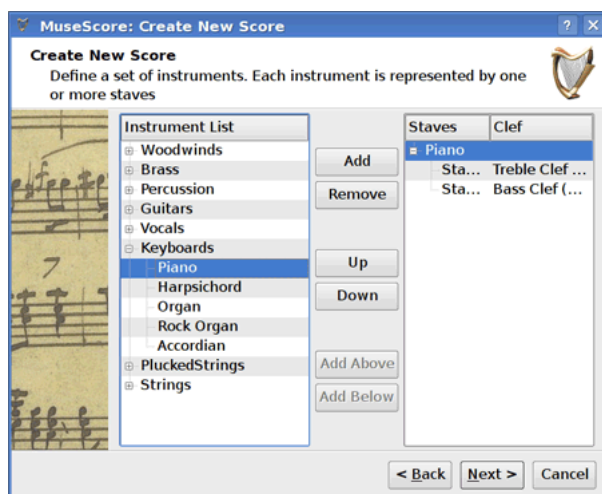 MuseScore: Create New Score
Create New Score
Define a set of instruments. Each instrument is represented by one
or more staves
Instrument List
Woodwinds
Brass
Percussion
Guitars
Vocals
Keyboards
Piano
Harpsichord
Organ
Rock Organ
Accordian
PluckedStrings
Strings
Add
Remove
Up
Down
Add Above
Add Below
Staves Clef
Piano
Sta... Treble Clef ...
Sta... Bass Clef (...
< Back Next > Cancel